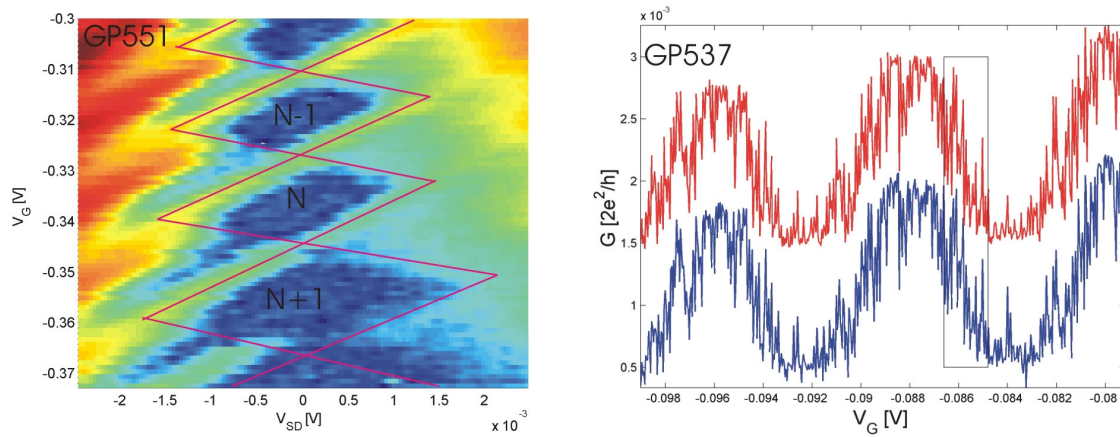 GP551
-0.3
-0.31
-0.32
-0.33
-0.34
-0.35
-0.36
-0.37
V_G [V]
N-1
N
N+1
-2 -1.5 -1 -0.5 0 0.5 1 1.5 2
V_SD [V]
x 10⁻³
x 10⁻³
GP537
3
2.5
2
1.5
1
0.5
G [2e²/h]
-0.098 -0.096 -0.094 -0.092 -0.09 -0.088 -0.086 -0.084 -0.082 -0.08
V_G [V]